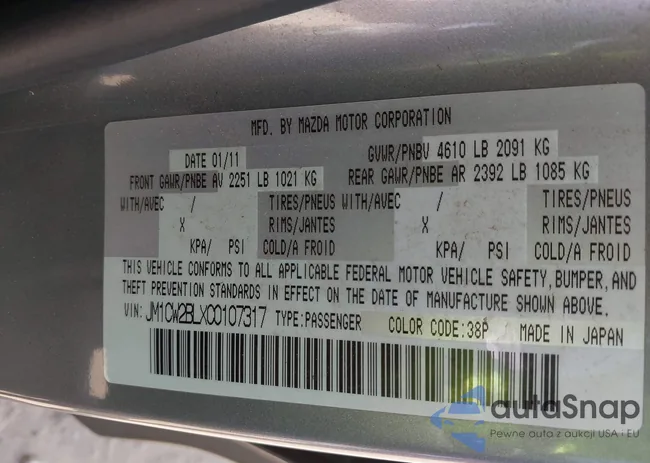 MFD. BY MAZDA MOTOR CORPORATION
DATE 01/11 GVWR/PNBV 4610 LB 2091 KG
FRONT GAWR/PNBE AV 2251 LB 1021 KG REAR GAWR/PNBE AR 2392 LB 1085 KG
WITH/AVEC / TIRES/PNEUS WITH/AVEC / TIRES/PNEUS
X RIMS/JANTES X RIMS/JANTES
KPA/ PSI COLD/A FROID KPA/ PSI COLD/A FROID
THIS VEHICLE CONFORMS TO ALL APPLICABLE FEDERAL MOTOR VEHICLE SAFETY, BUMPER, AND
THEFT PREVENTION STANDARDS IN EFFECT ON THE DATE OF MANUFACTURE SHOWN ABOVE.
VIN: JM1CW2BLXC0107317 TYPE:PASSENGER COLOR CODE:38P MADE IN JAPAN
autoSnap
Pewne auta z aukcji USA i EU